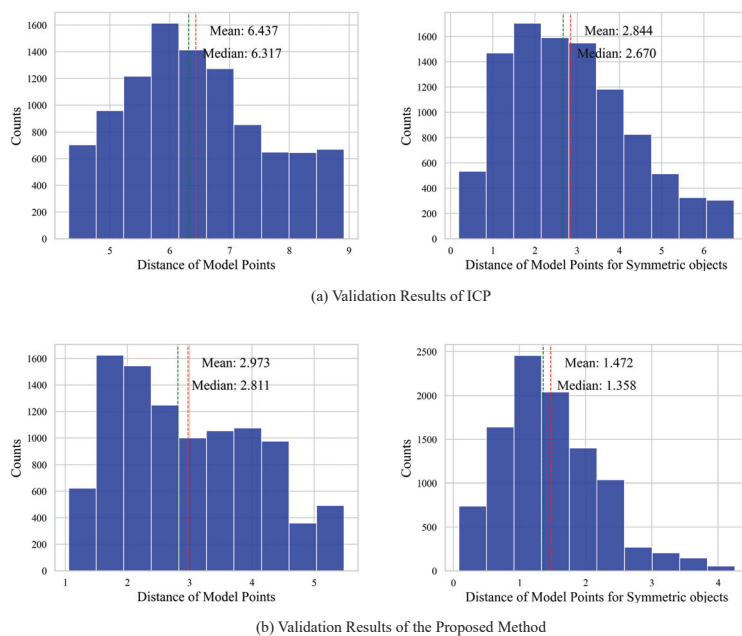 1600
1400
1200
1000
800
600
400
200
0
Counts
Mean: 6.437
Median: 6.317
5 6 7 8 9
Distance of Model Points
1600
1400
1200
1000
800
600
400
200
0
Counts
Mean: 2.844
Median: 2.670
0 1 2 3 4 5 6
Distance of Model Points for Symmetric objects
(a) Validation Results of ICP
1600
1400
1200
1000
800
600
400
200
0
Counts
Mean: 2.973
Median: 2.811
1 2 3 4 5
Distance of Model Points
2500
2000
1500
1000
500
0
Counts
Mean: 1.472
Median: 1.358
0 1 2 3 4
Distance of Model Points for Symmetric objects
(b) Validation Results of the Proposed Method